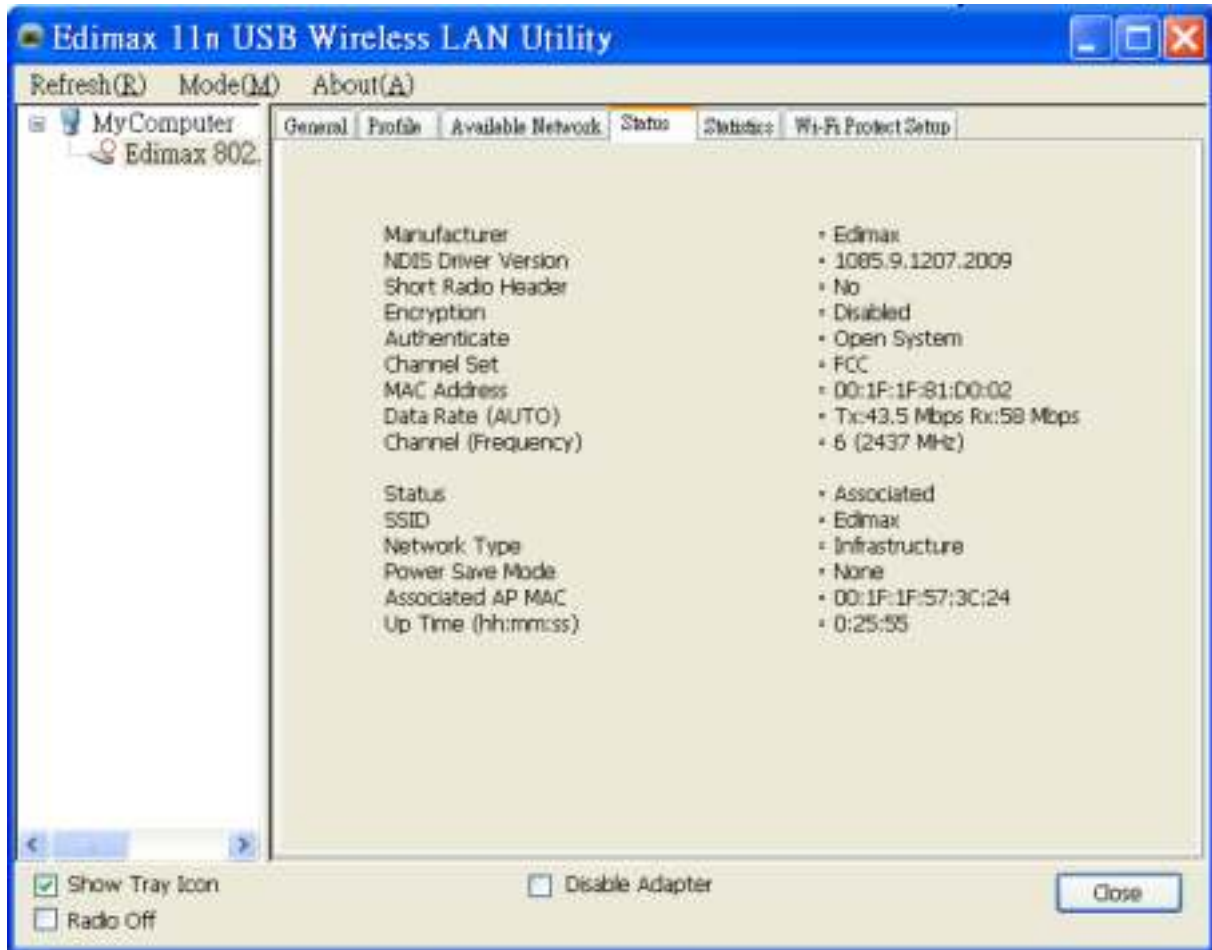 Edimax 11n USB Wireless LAN Utility
Refresh(R) Mode(M) About(A)
MyComputer
Edimax 802.
General Profile Available Network Status Statistics Wi-Fi Protect Setup
Manufacturer = Edimax
NDIS Driver Version = 1085.9.1207.2009
Short Radio Header = No
Encryption = Disabled
Authenticate = Open System
Channel Set = FCC
MAC Address = 00:1F:1F:81:D0:02
Data Rate (AUTO) = Tx:43.5 Mbps Rx:58 Mbps
Channel (Frequency) = 6 (2437 MHz)
Status = Associated
SSID = Edimax
Network Type = Infrastructure
Power Save Mode = None
Associated AP MAC = 00:1F:1F:57:3C:24
Up Time (hh:mm:ss) = 0:25:55
Show Tray Icon
Disable Adapter
Radio Off
Close